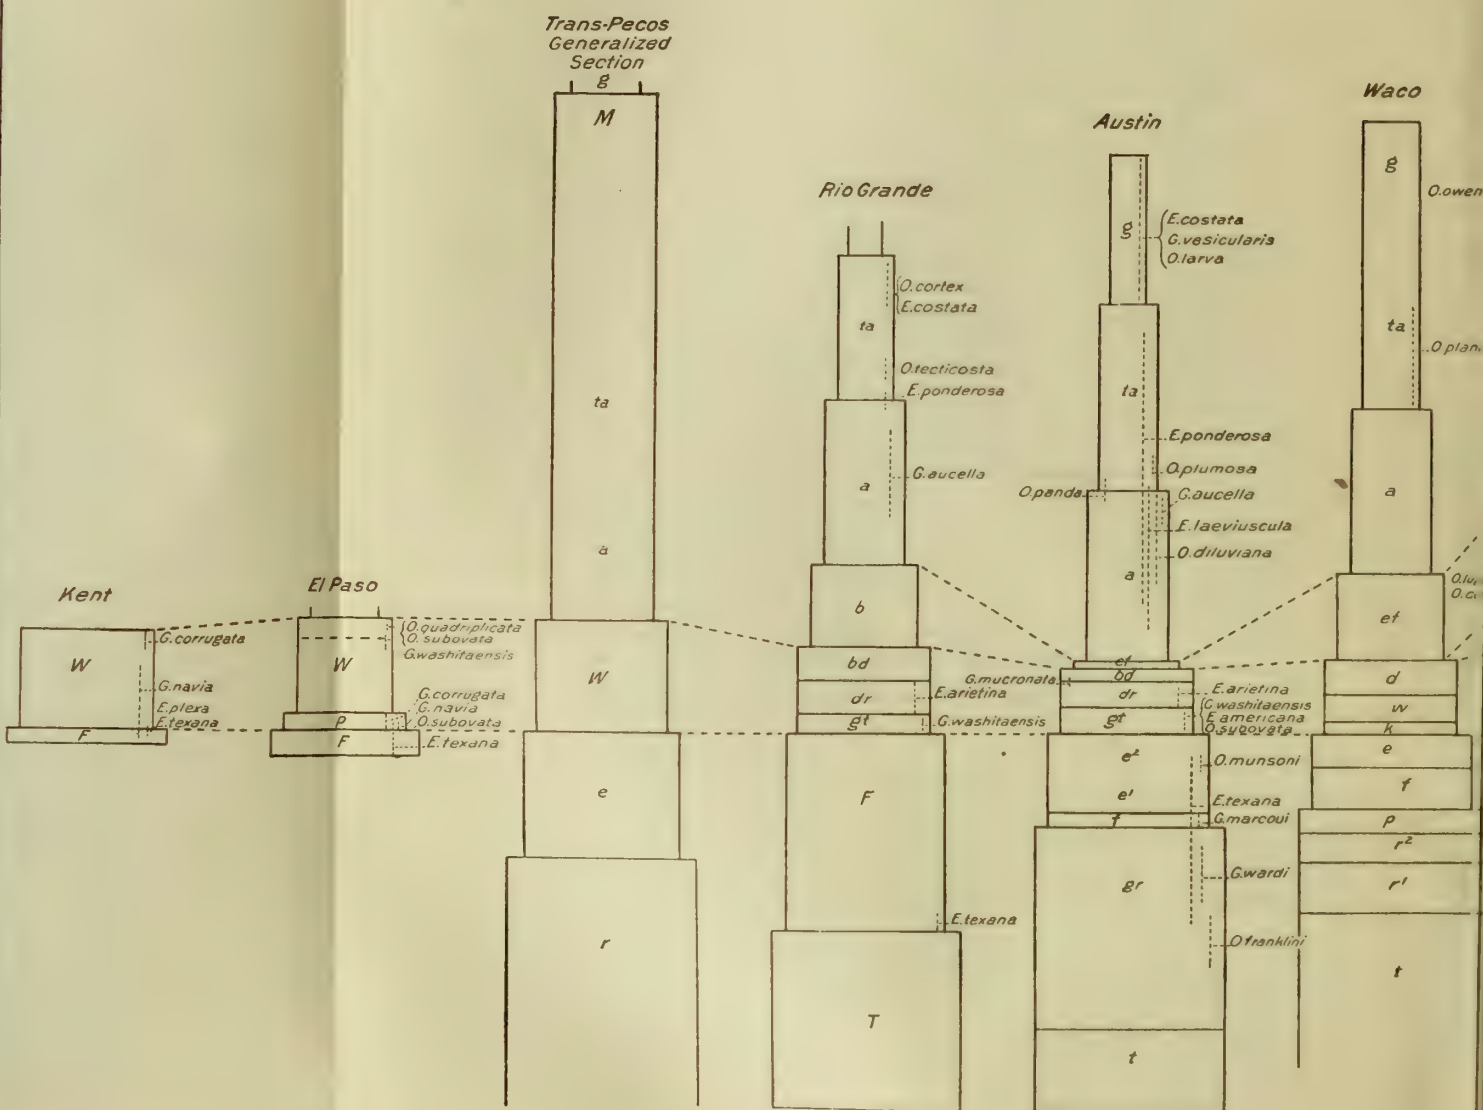 Kent
G.corrugata
W
G.navia
E.plexa
E.texana
F
El Paso
O.quadriplicata
O.subovata
G.washitaensis
W
G.corrugata
G.navia
O.subovata
P
F
E.texana
Trans-Pecos
Generalized
Section
g
M
ta
a
W
e
r
Rio Grande
O.cortex
E.costata
ta
O.tecticosta
E.ponderosa
a
G.aucella
b
bd
dr
E.arietina
gt
G.washitaensis
F
E.texana
T
Austin
g
E.costata
G.vesicularis
O.larva
ta
E.ponderosa
O.plumosa
O.panda
G.aucella
E.laeviuscula
O.diluviana
a
ef
bd
G.mucronata
dr
E.arietina
G.washitaensis
gt
E.americana
O.subovata
e²
O.munsoni
e'
E.texana
f
G.marcoui
gr
G.wardi
O.franklini
t
Waco
g
O.owen
ta
O.plan
a
ef
d
w
k
e
f
p
r²
r'
t